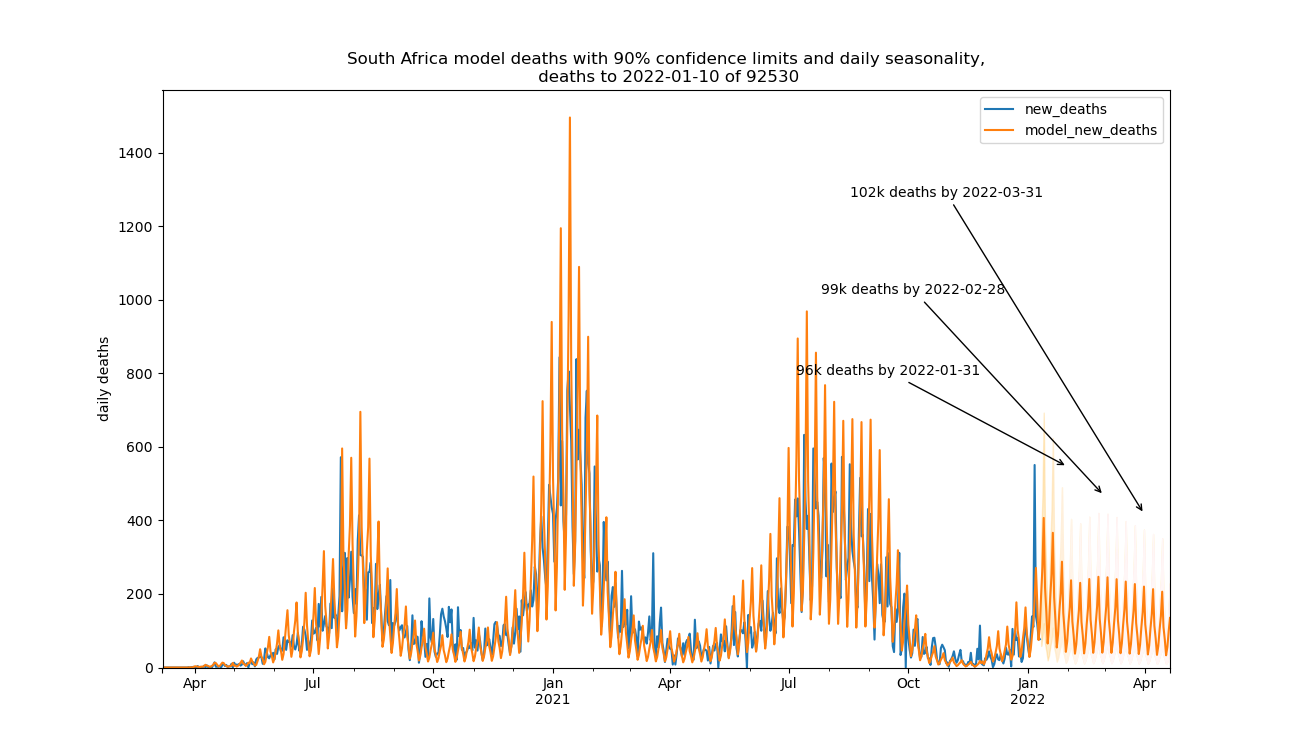 South Africa model deaths with 90% confidence limits and daily seasonality,
deaths to 2022-01-10 of 92530
new_deaths
model_new_deaths
1400
1200
1000
800
600
400
200
0
daily deaths
102k deaths by 2022-03-31
99k deaths by 2022-02-28
96k deaths by 2022-01-31
Apr Jul Oct Jan Apr Jul Oct Jan Apr
2021 2022